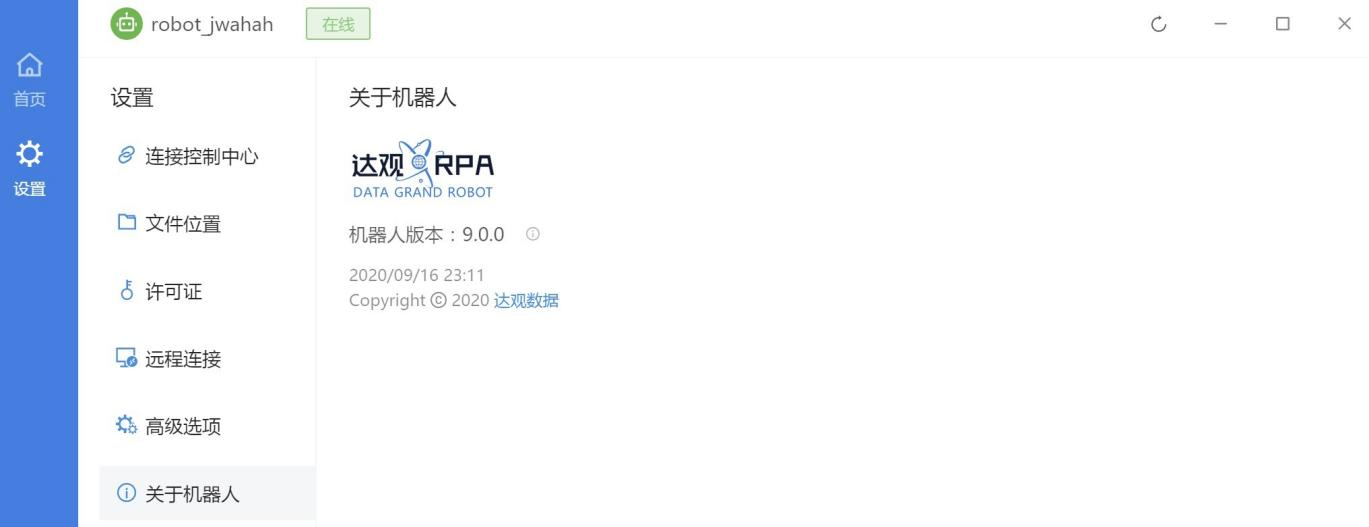 robot_jwahah 在线
首页
设置
设置
连接控制中心
文件位置
许可证
远程连接
高级选项
关于机器人
关于机器人
达观RPA
DATA GRAND ROBOT
机器人版本：9.0.0
2020/09/16 23:11
Copyright © 2020 达观数据